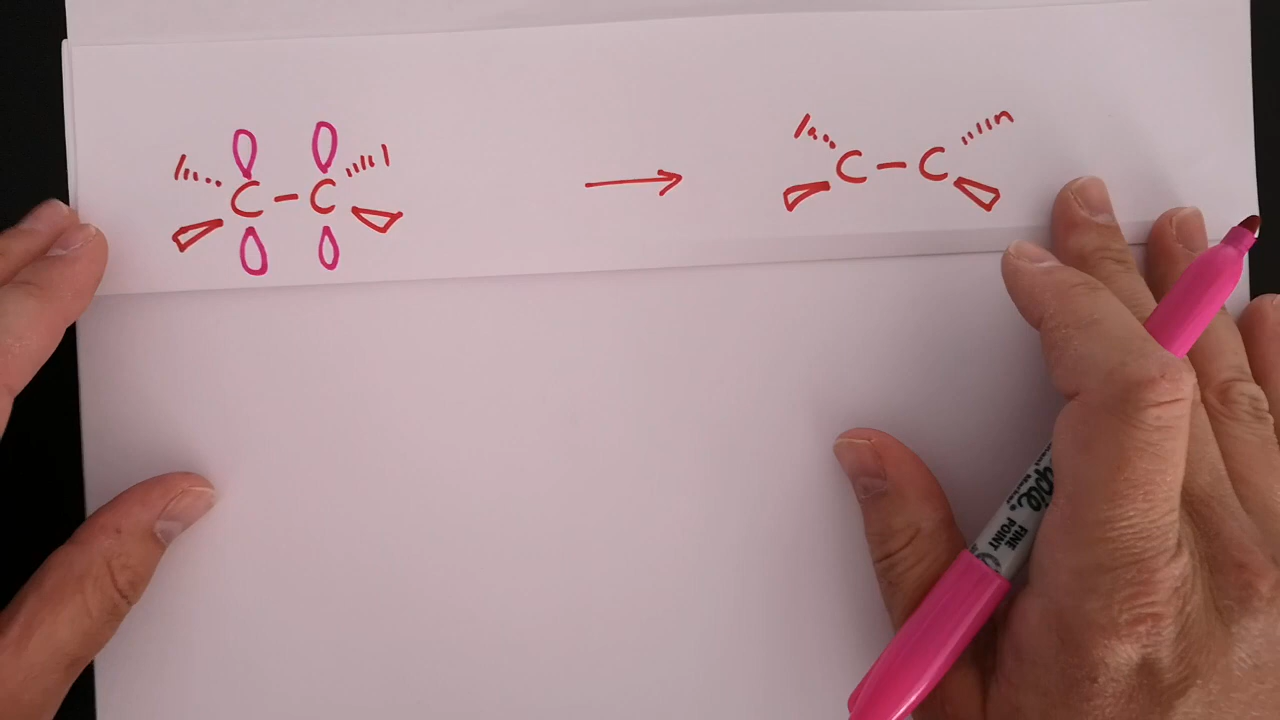 C - C → C - C
Sharpie®
FINE POINT